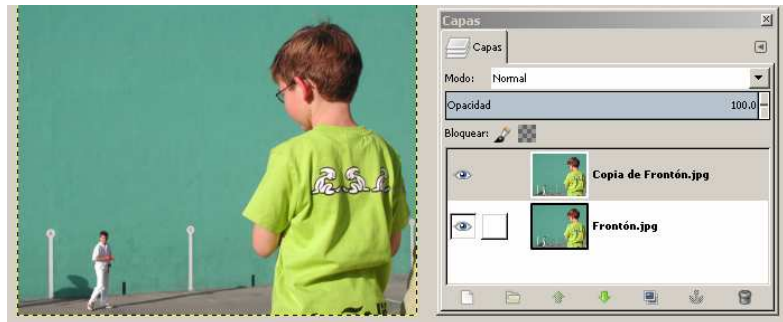 Capas
Capas
Modo: Normal
Opacidad 100.0
Bloquear:
Copia de Frontón.jpg
Frontón.jpg